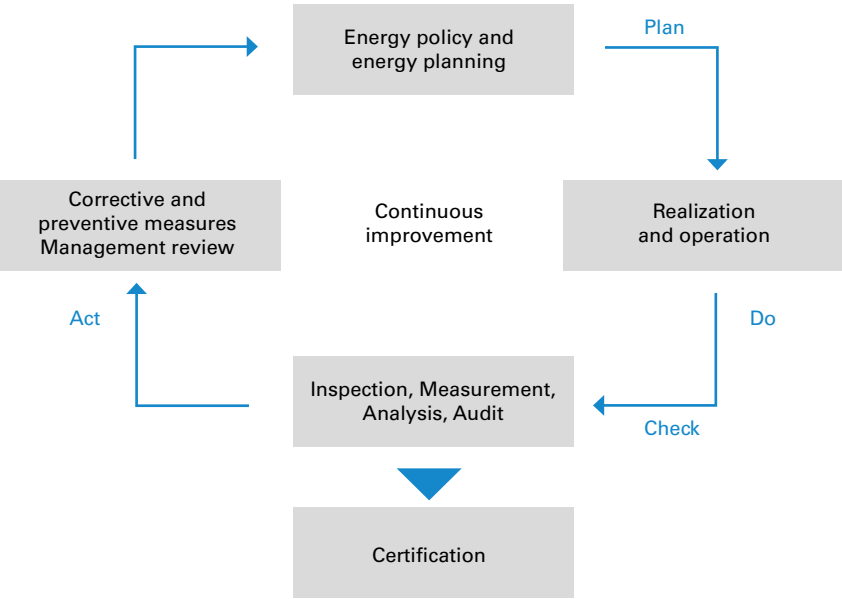 Energy policy and
energy planning
Plan
Corrective and
preventive measures
Management review
Continuous
improvement
Realization
and operation
Act
Do
Inspection, Measurement,
Analysis, Audit
Check
Certification